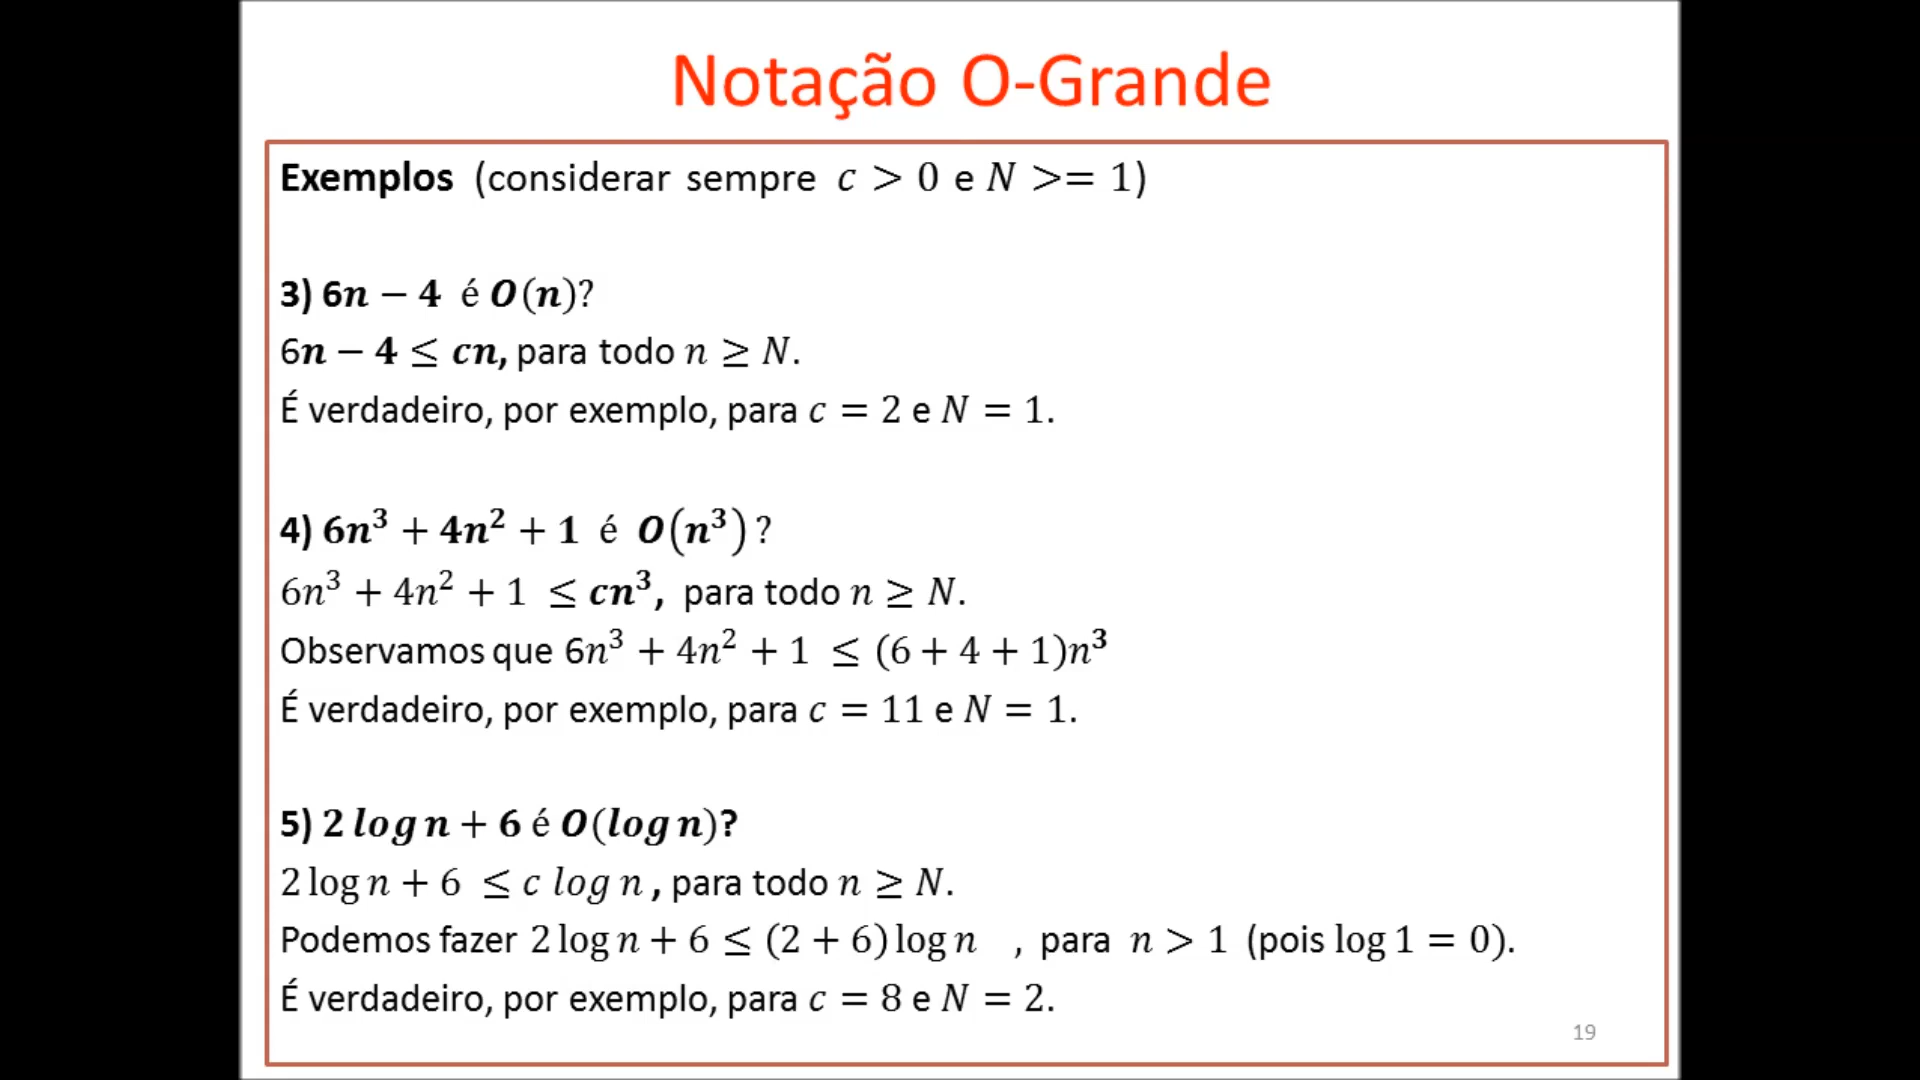 Notação O-Grande
Exemplos (considerar sempre c > 0 e N >= 1)
3) 6n − 4 é O(n)?
6n − 4 ≤ cn, para todo n ≥ N.
É verdadeiro, por exemplo, para c = 2 e N = 1.
4) 6n³ + 4n² + 1 é O(n³)?
6n³ + 4n² + 1 ≤ cn³, para todo n ≥ N.
Observamos que 6n³ + 4n² + 1 ≤ (6 + 4 + 1)n³
É verdadeiro, por exemplo, para c = 11 e N = 1.
5) 2 log n + 6 é O(log n)?
2 log n + 6 ≤ c log n, para todo n ≥ N.
Podemos fazer 2 log n + 6 ≤ (2 + 6) log n , para n > 1 (pois log 1 = 0).
É verdadeiro, por exemplo, para c = 8 e N = 2.
19